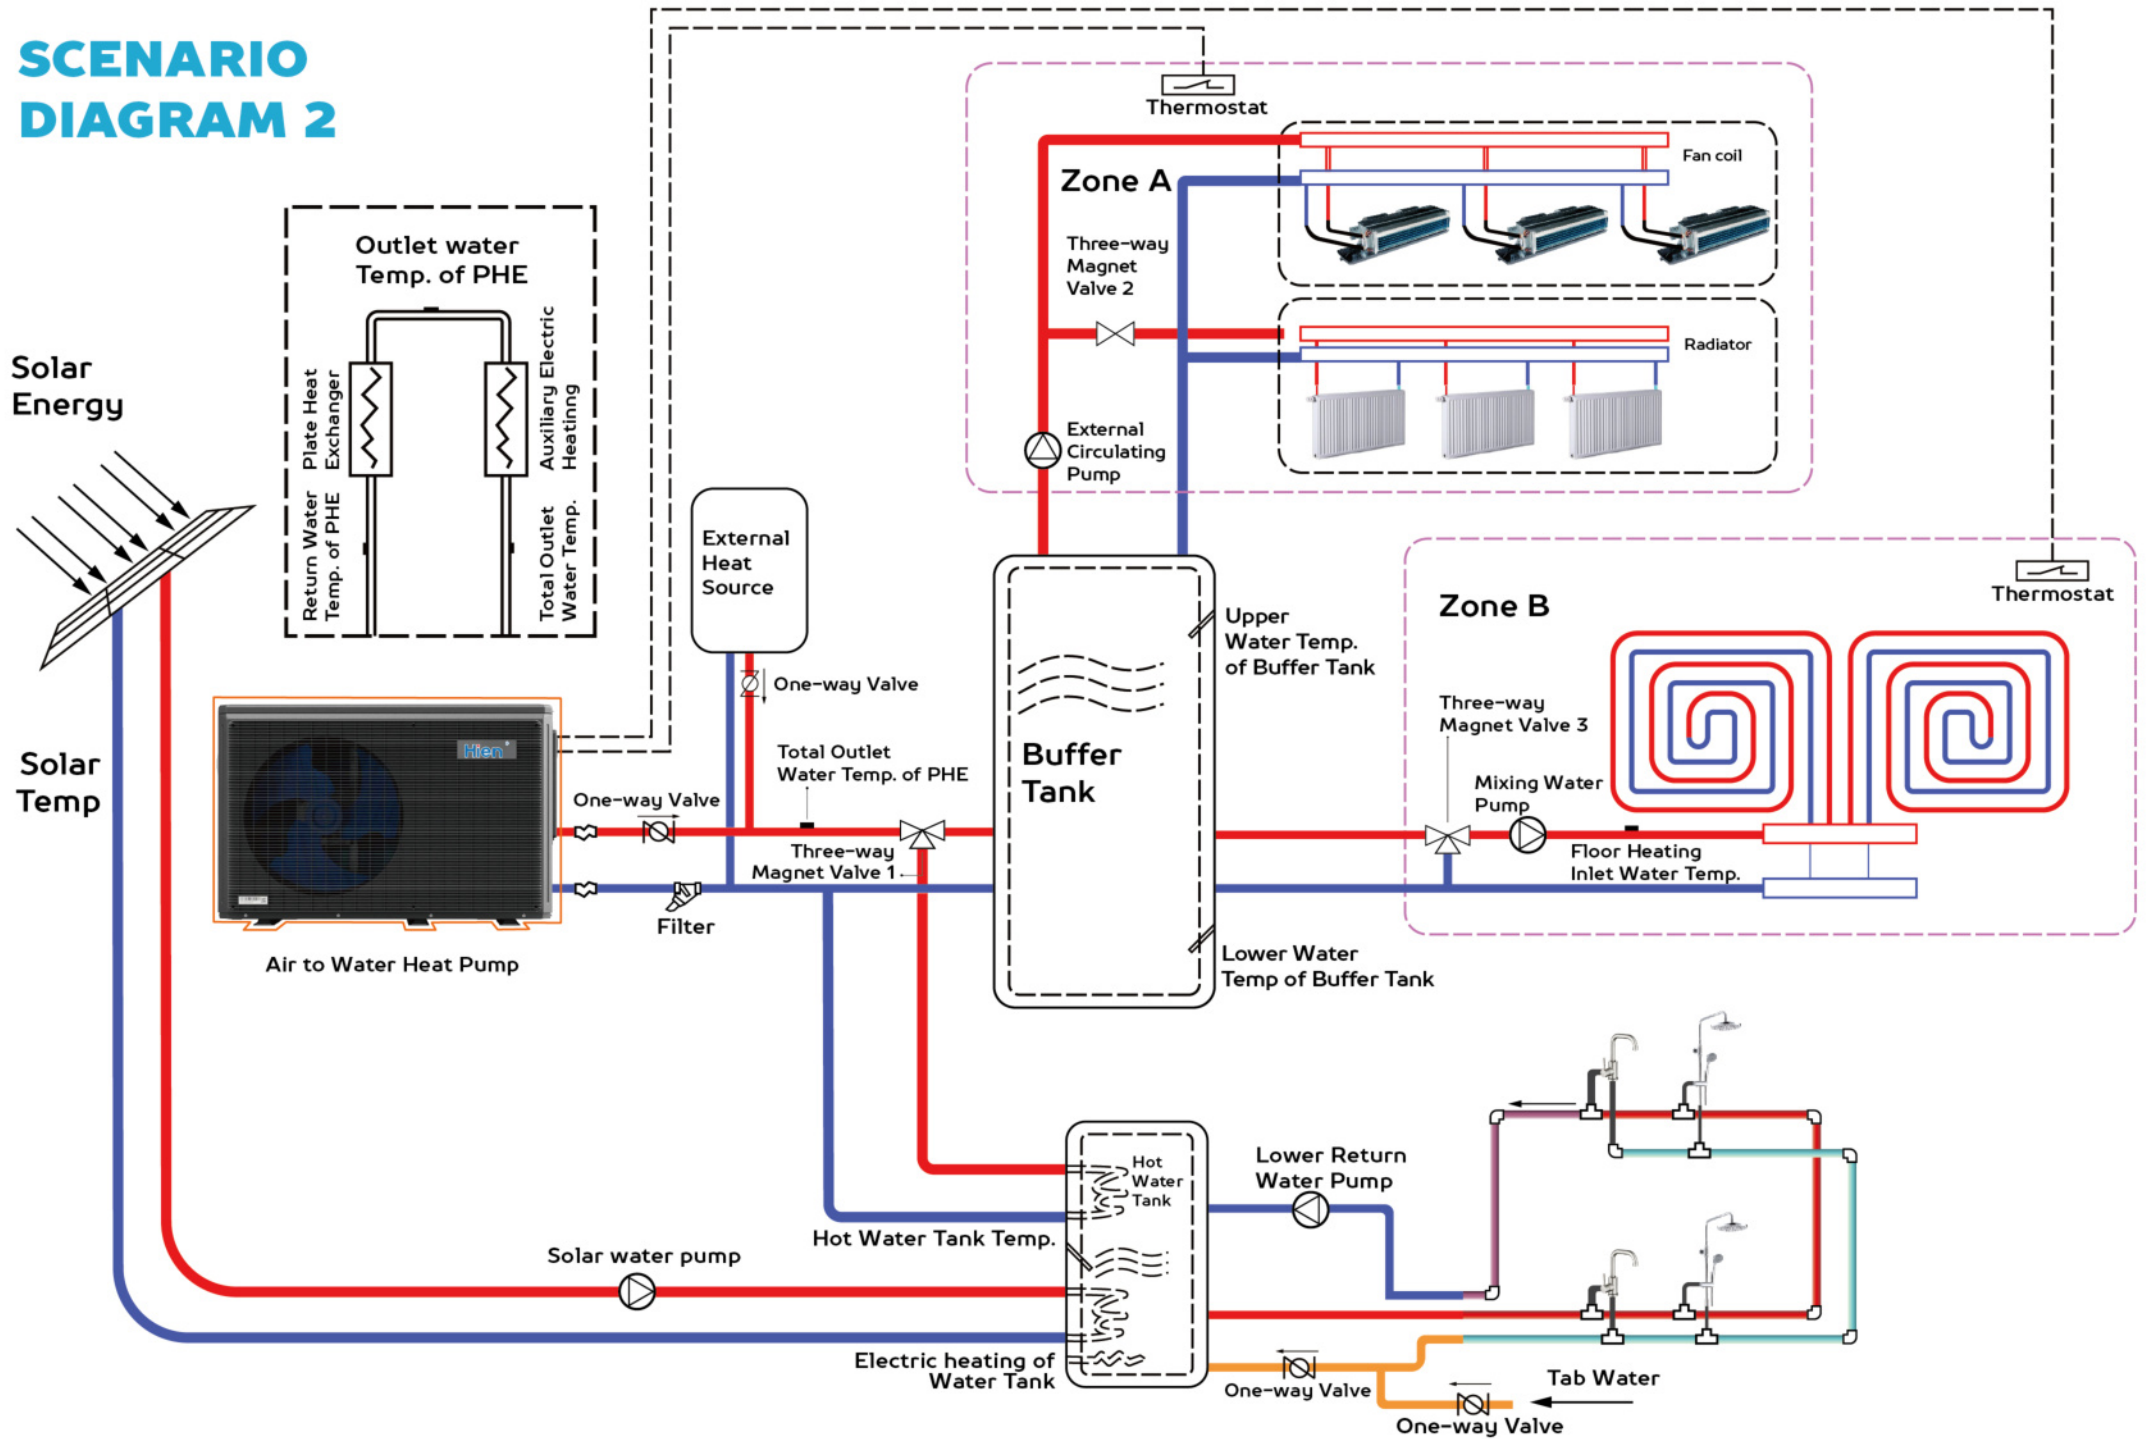 SCENARIO
DIAGRAM 2
Thermostat
Zone A
Fan coil
Three-way
Magnet
Valve 2
Radiator
External
Circulating
Pump
Outlet water
Temp. of PHE
Plate Heat
Exchanger
Return Water
Temp. of PHE
Auxiliary Electric
Heatinng
Total Outlet
Water Temp.
Solar
Energy
External
Heat
Source
One-way Valve
Solar
Temp
Hien
Air to Water Heat Pump
One-way Valve
Filter
Total Outlet
Water Temp. of PHE
Three-way
Magnet Valve 1
Buffer
Tank
Upper
Water Temp.
of Buffer Tank
Lower Water
Temp of Buffer Tank
Thermostat
Zone B
Three-way
Magnet Valve 3
Mixing Water
Pump
Floor Heating
Inlet Water Temp.
Hot
Water
Tank
Hot Water Tank Temp.
Solar water pump
Electric heating of
Water Tank
Lower Return
Water Pump
One-way Valve
Tab Water
One-way Valve